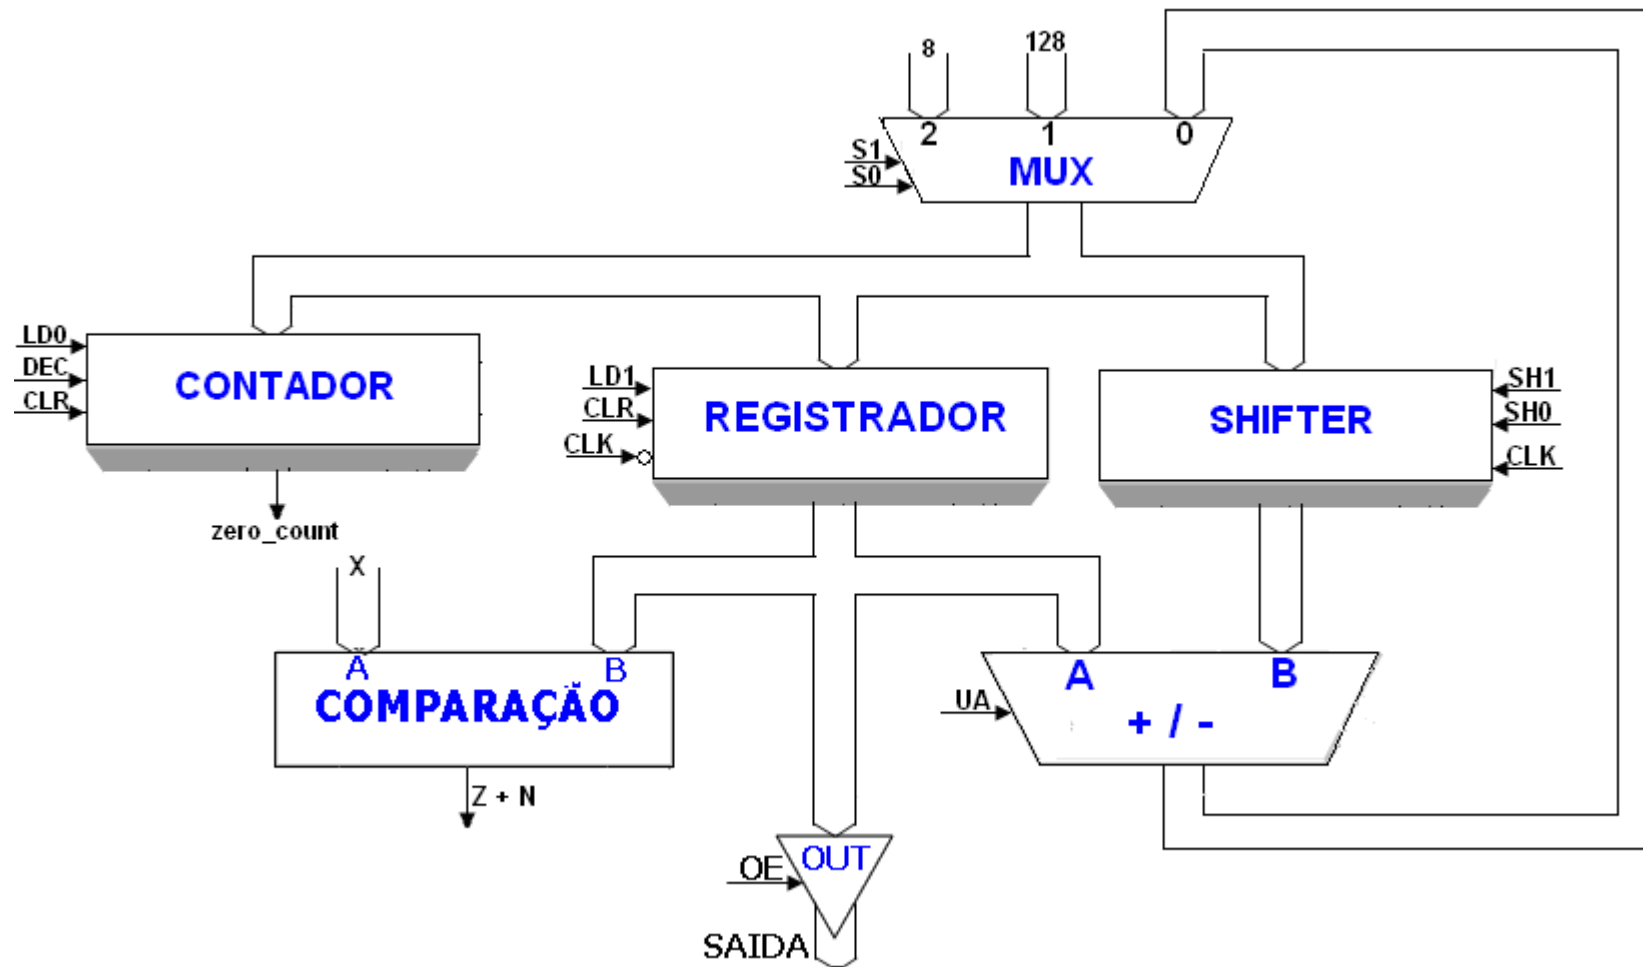 8
128
2
1
0
S1
S0
MUX
LD0
DEC
CLR
CONTADOR
zero_count
LD1
CLR
CLK
REGISTRADOR
SHIFTER
SH1
SH0
CLK
X
A
B
COMPARAÇÃO
Z + N
A
B
UA
+ / -
OE
OUT
SAIDA